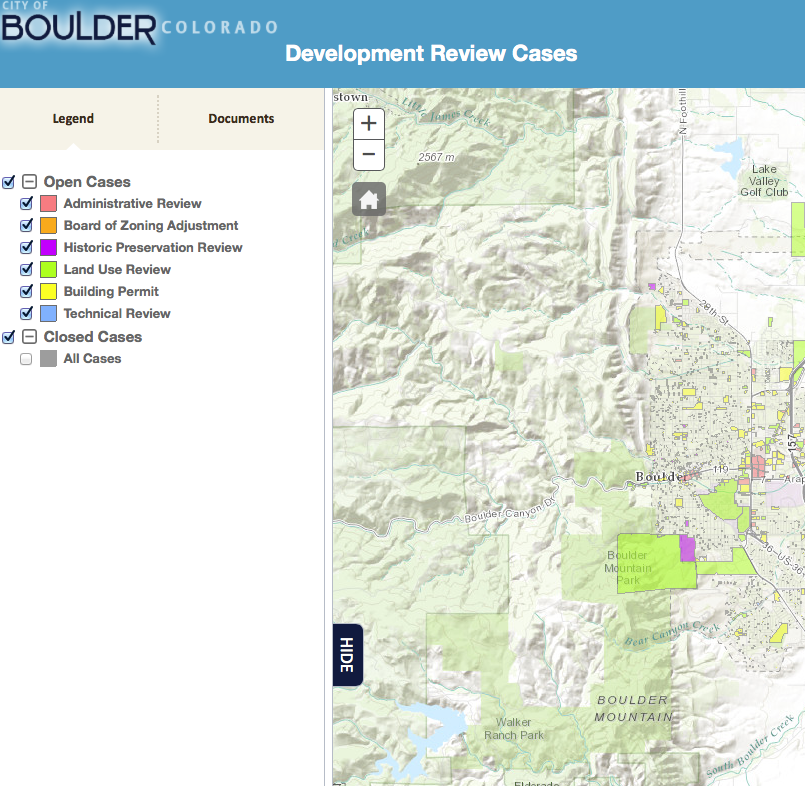 CITY OF
BOULDER COLORADO
Development Review Cases
Legend
Documents
Open Cases
Administrative Review
Board of Zoning Adjustment
Historic Preservation Review
Land Use Review
Building Permit
Technical Review
Closed Cases
All Cases
stown
+
−
Little James Creek
2567 m
N Foothill
Lake
Valley
Golf Club
Creek
28th St
157
Boulder
119
Arap
Boulder Canyon Dr
36-US-36
Boulder
Mountain
Park
Bear Canyon Creek
HIDE
BOULDER
MOUNTAIN
Walker
Ranch Park
South Boulder Creek
Eldorado